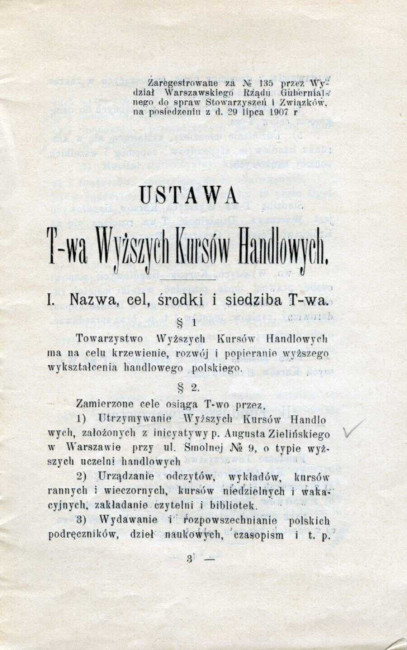 Zaregestrowane za № 135 przez Wy-
dział Warszawskiego Rządu Gubernial-
nego do spraw Stowarzyszeń i Związków,
na posiedzeniu z d. 29 lipca 1907 r
USTAWA
T-wa Wyższych Kursów Handlowych.
I. Nazwa, cel, środki i siedziba T-wa.
§ 1
Towarzystwo Wyższych Kursów Handlowych
ma na celu krzewienie, rozwój i popieranie wyższego
wykształcenia handlowego polskiego.
§ 2.
Zamierzone cele osiąga T-wo przez.
1) Utrzymywanie Wyższych Kursów Handlo
wych, założonych z inicyatywy p. Augusta Zielińskiego
w Warszawie przy ul. Smolnej № 9, o typie wyż-
szych uczelni handlowych
2) Urządzanie odczytów, wykładów, kursów
rannych i wieczornych, kursów niedzielnych i waka-
cyjnych, zakładanie czytelni i bibliotek.
3) Wydawanie i rozpowszechnianie polskich
podręczników, dzieł naukowych, czasopism i t. p.
3 —